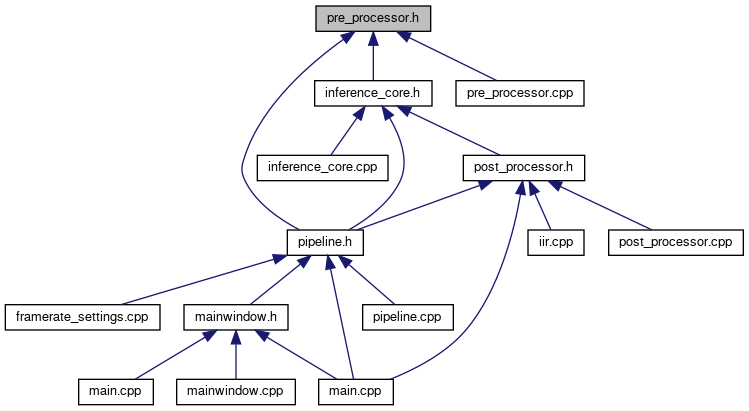 pre_processor.h
inference_core.h
pre_processor.cpp
inference_core.cpp
post_processor.h
pipeline.h
iir.cpp
post_processor.cpp
framerate_settings.cpp
mainwindow.h
pipeline.cpp
main.cpp
mainwindow.cpp
main.cpp